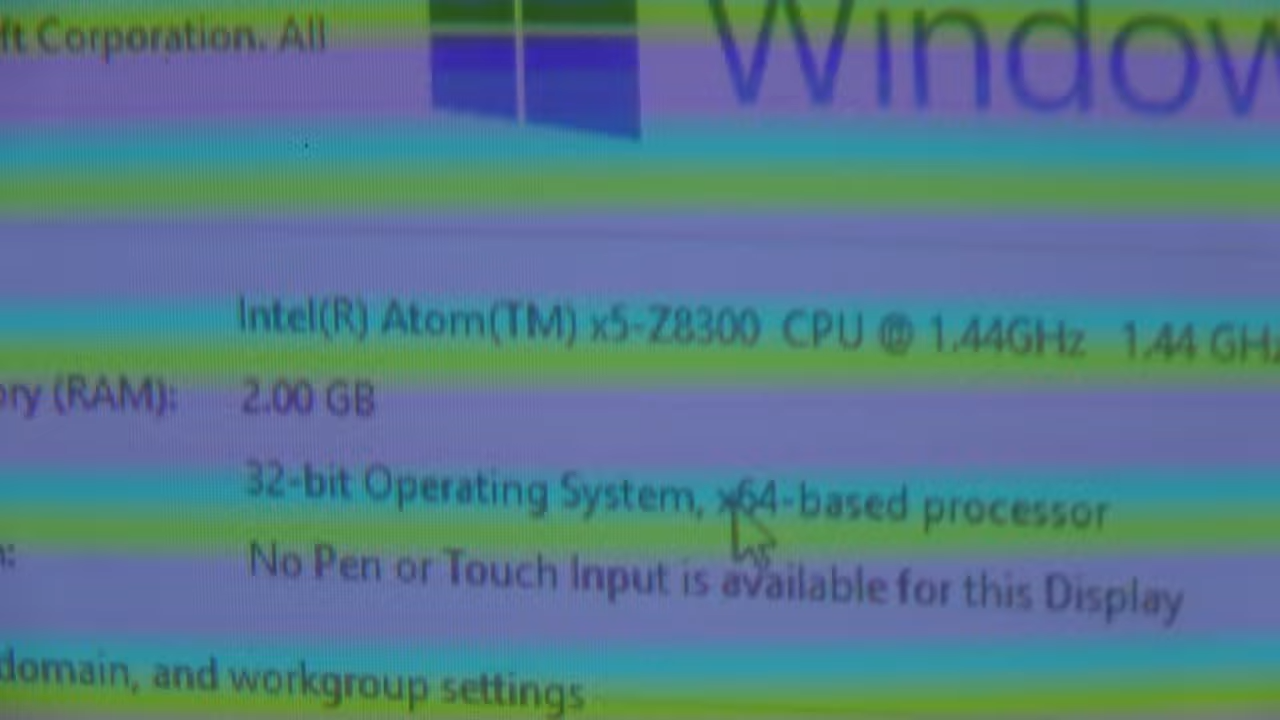 ft Corporation. All
Window
Intel(R) Atom(TM) x5-Z8300 CPU @ 1.44GHz 1.44 GHz
ory (RAM): 2.00 GB
32-bit Operating System, x64-based processor
No Pen or Touch Input is available for this Display
domain, and workgroup settings